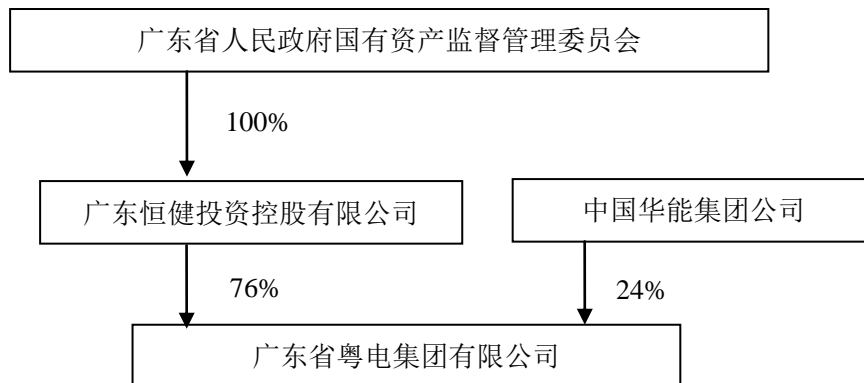 广东省人民政府国有资产监督管理委员会
100%
广东恒健投资控股有限公司
中国华能集团公司
76%
24%
广东省粤电集团有限公司